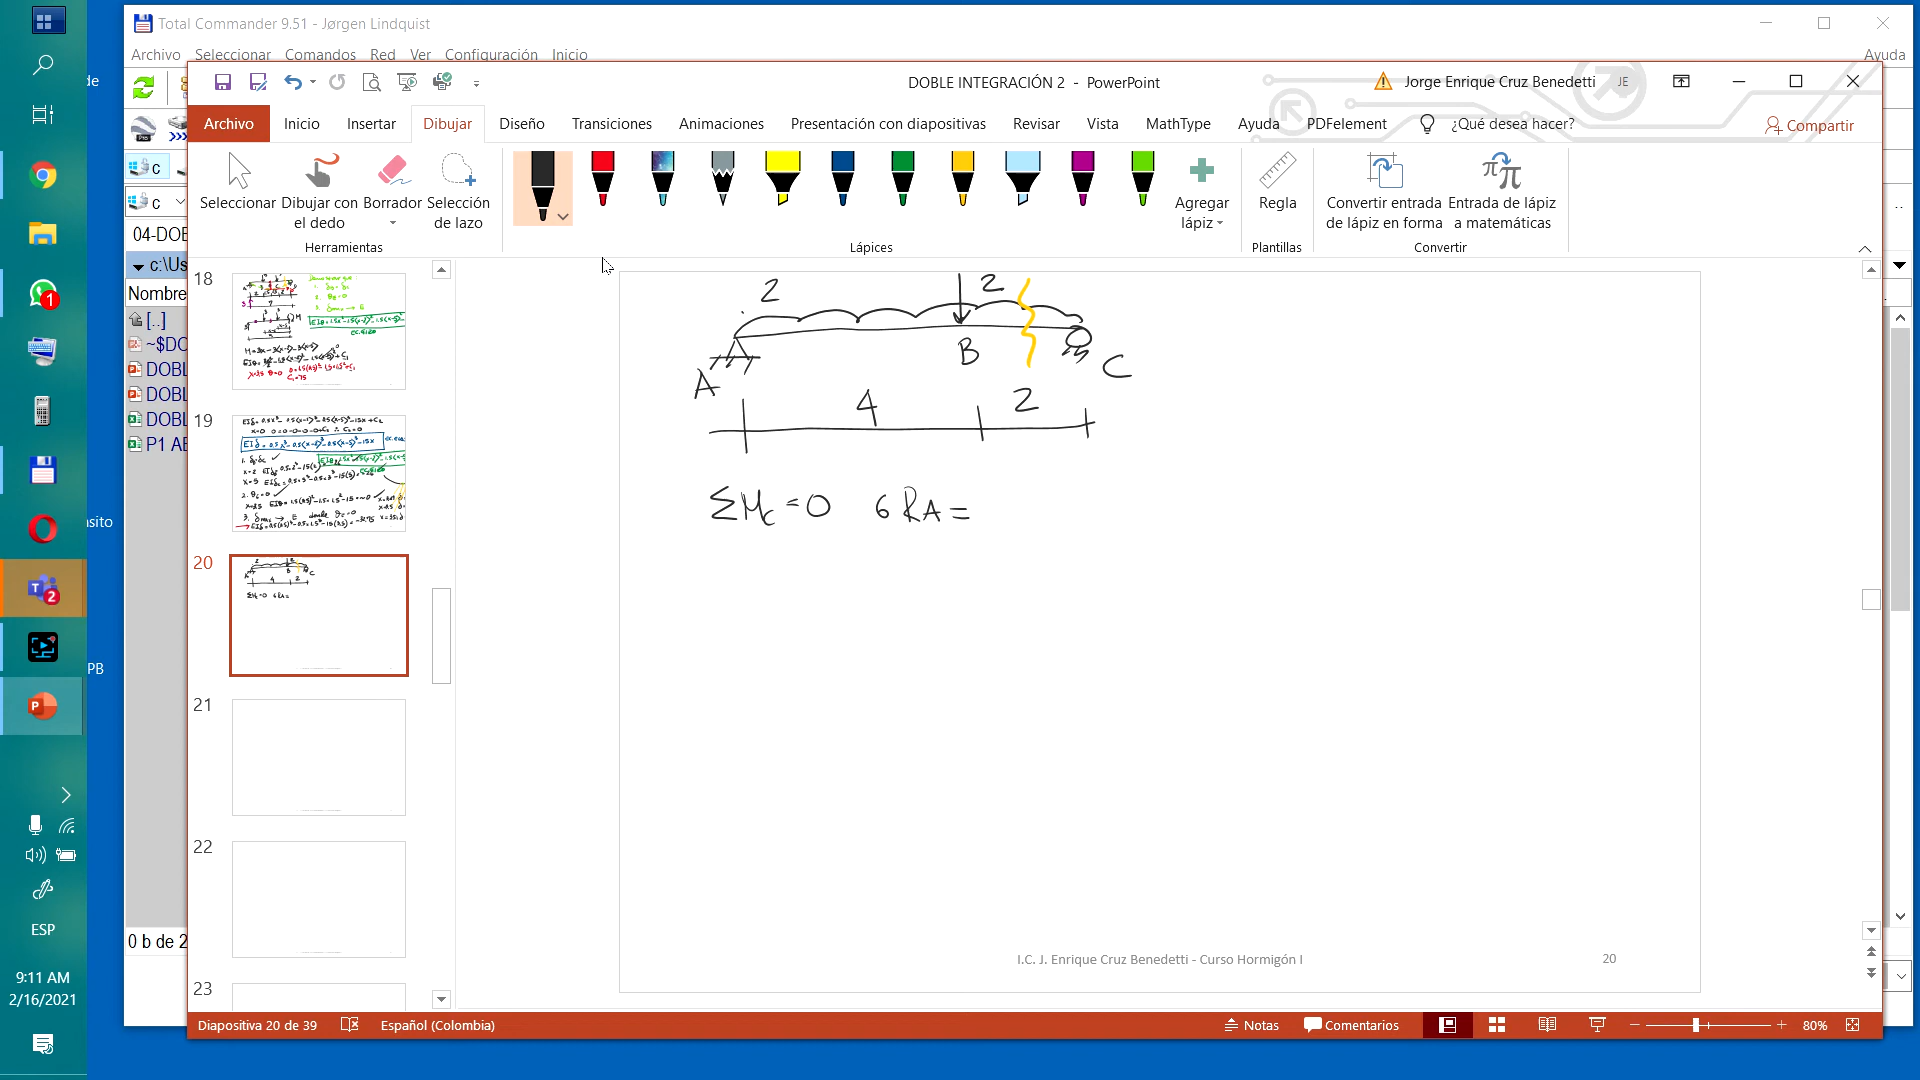 Total Commander 9.51 - Jørgen Lindquist
Archivo Seleccionar Comandos Red Ver Configuración Inicio
Ayuda
DOBLE INTEGRACIÓN 2 - PowerPoint
Jorge Enrique Cruz Benedetti
JE
Archivo Inicio Insertar Dibujar Diseño Transiciones Animaciones Presentación con diapositivas Revisar Vista MathType Ayuda PDFelement ¿Qué desea hacer?
Compartir
Seleccionar
Dibujar con el dedo
Borrador
Selección de lazo
Agregar lápiz
Regla
Convertir entrada de lápiz en forma
Entrada de lápiz a matemáticas
Herramientas
Lápices
Plantillas
Convertir
de
c
c
04-DOE
c:\Us
Nombre
[..]
~$DO
DOBL
DOBL
DOBL
P1 AE
0 b de 2
18
19
20
21
22
23
2 2
A B C
4 2
ΣMc = 0 6 RA =
I.C. J. Enrique Cruz Benedetti - Curso Hormigón I
20
Diapositiva 20 de 39
Español (Colombia)
Notas
Comentarios
80%
1
2
ásito
PB
ESP
9:11 AM
2/16/2021